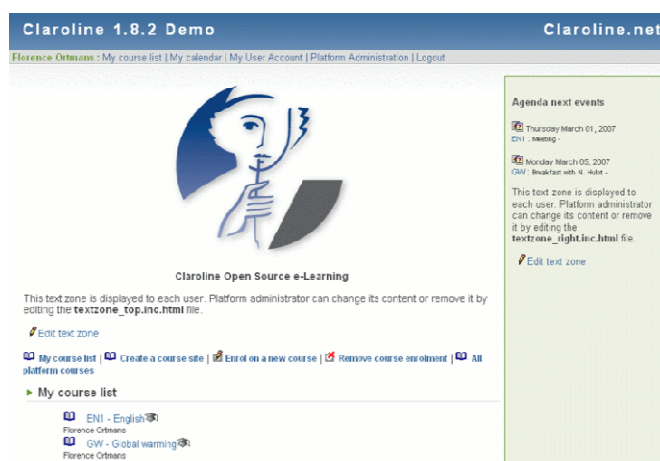 Claroline 1.8.2 Demo
Claroline.net
Florence Ortmans : My course list | My calendar | My User Account | Platform Administration | Logout
Claroline Open Source e-Learning
This text zone is displayed to each user. Platform administrator can change its content or remove it by
editing the textzone_top.inc.html file.
Edit text zone
My course list | Create a course site | Enrol on a new course | Remove course enrolment | All
platform courses
My course list
EN1 - English
Florence Ortmans
GW - Global warming
Florence Ortmans
Agenda next events
Thursday March 01, 2007
EN1 : Meeting -
Monday March 05, 2007
GW : Breakfast with N. Hulot -
This text zone is displayed to
each user. Platform administrator
can change its content or remove
it by editing the
textzone_right.inc.html file.
Edit text zone